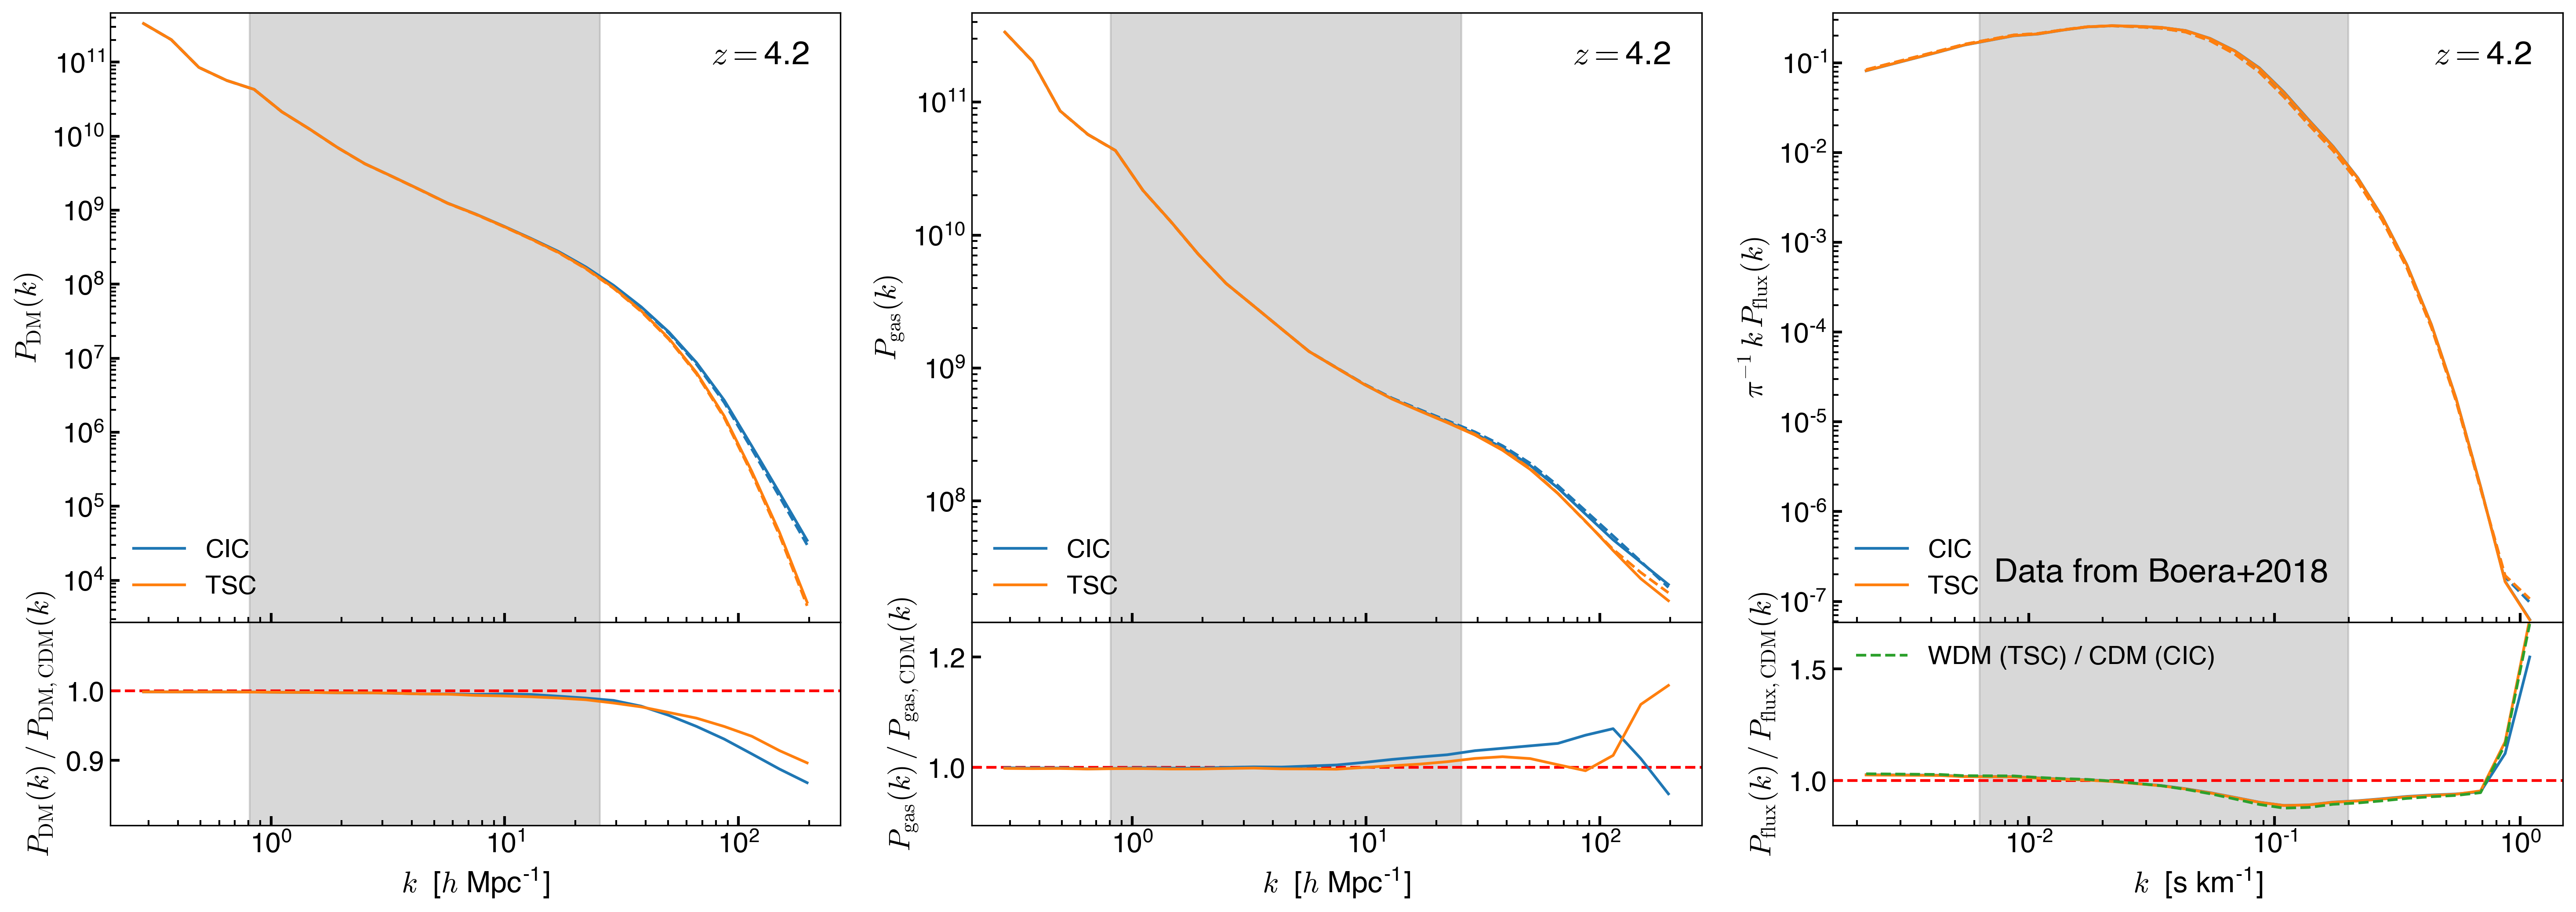 z = 4.2
P_DM(k)
10^11
10^10
10^9
10^8
10^7
10^6
10^5
10^4
CIC
TSC
P_DM(k) / P_DM,CDM(k)
1.0
0.9
10^0
10^1
10^2
k [h Mpc^-1]
z = 4.2
P_gas(k)
10^11
10^10
10^9
10^8
CIC
TSC
P_gas(k) / P_gas,CDM(k)
1.2
1.0
10^0
10^1
10^2
k [h Mpc^-1]
z = 4.2
π^-1 k P_flux(k)
10^-1
10^-2
10^-3
10^-4
10^-5
10^-6
10^-7
CIC
TSC
Data from Boera+2018
P_flux(k) / P_flux,CDM(k)
WDM (TSC) / CDM (CIC)
1.5
1.0
10^-2
10^-1
10^0
k [s km^-1]